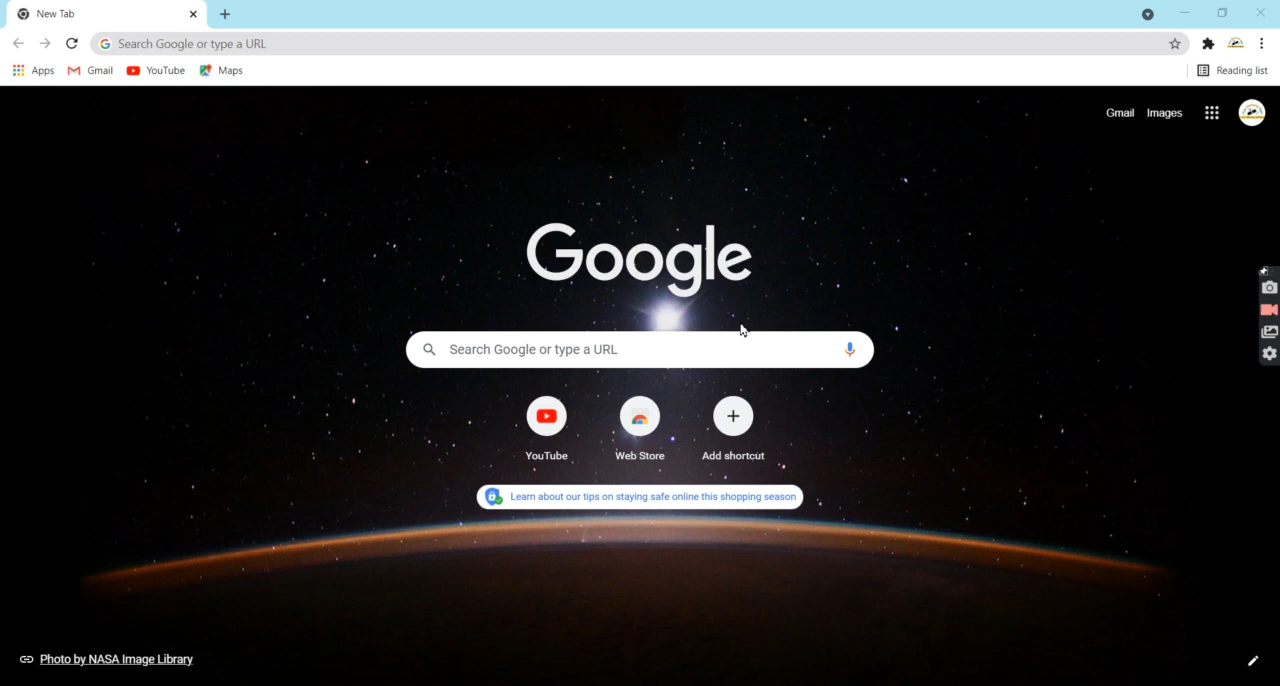 New Tab
Search Google or type a URL
Apps Gmail YouTube Maps Reading list
Gmail Images
Google
Search Google or type a URL
YouTube Web Store Add shortcut
Learn about our tips on staying safe online this shopping season
Photo by NASA Image Library